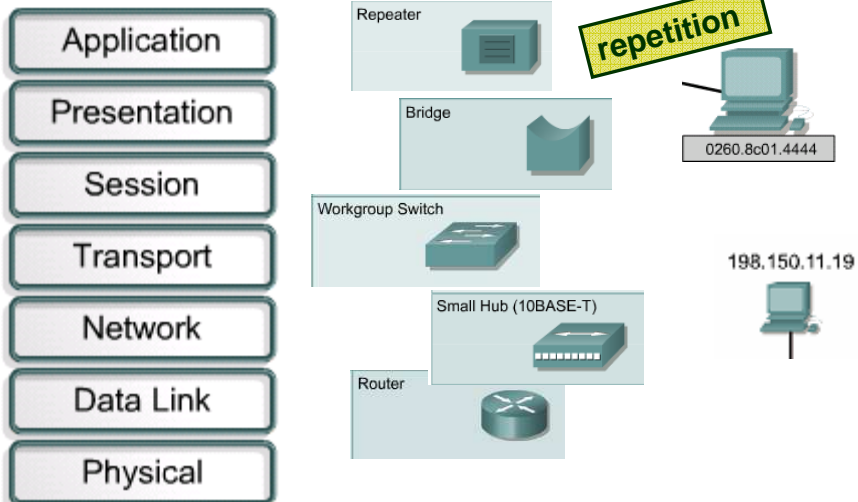 Application
Presentation
Session
Transport
Network
Data Link
Physical
Repeater
Bridge
Workgroup Switch
Small Hub (10BASE-T)
Router
repetition
0260.8c01.4444
198.150.11.19